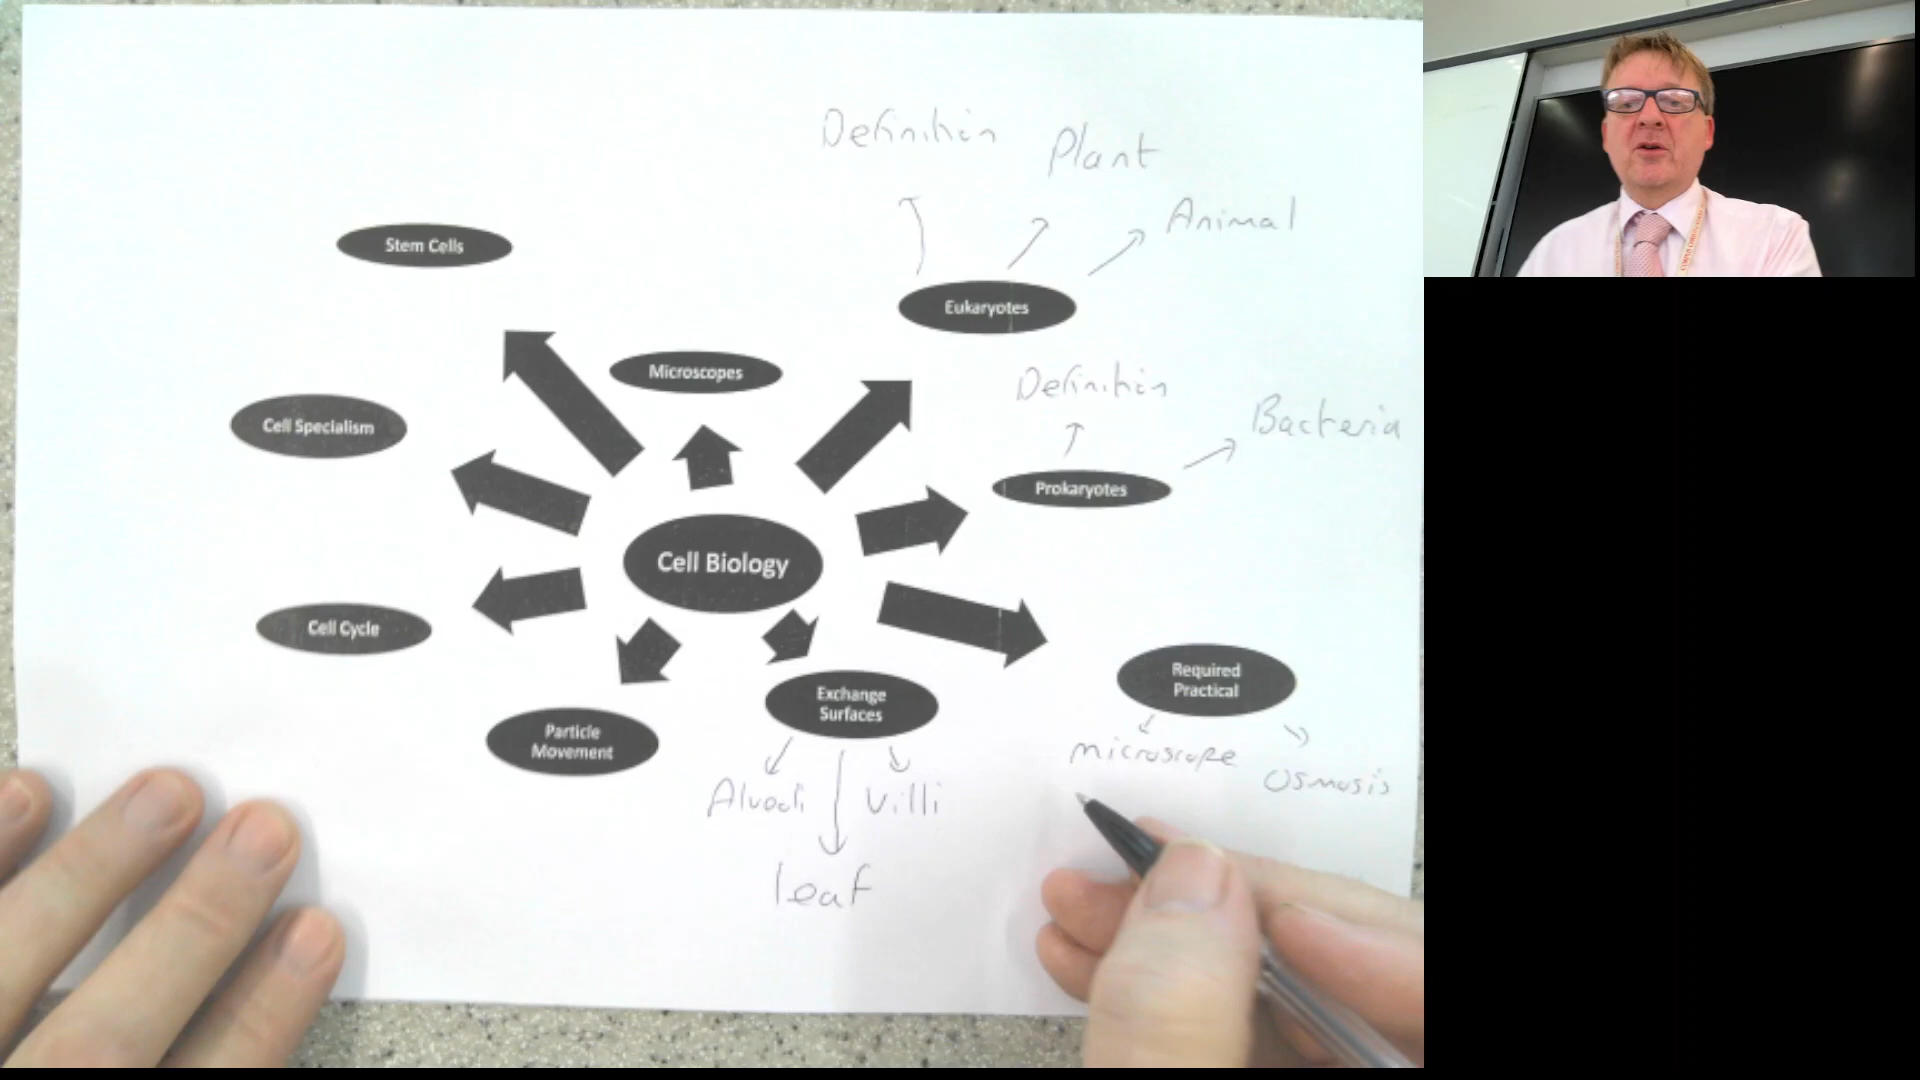 Definition
Plant
Animal
Stem Cells
Eukaryotes
Microscopes
Definition
Bacteria
Cell Specialism
Prokaryotes
Cell Biology
Cell Cycle
Required
Practical
Exchange
Surfaces
Particle
Movement
microscope
Osmosis
Alveoli
Villi
leaf